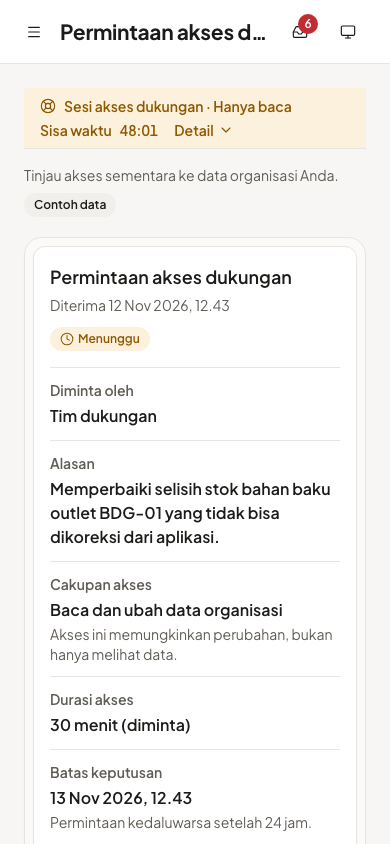 Permintaan akses d...
6
Sesi akses dukungan · Hanya baca
Sisa waktu 48:01 Detail
Tinjau akses sementara ke data organisasi Anda.
Contoh data
Permintaan akses dukungan
Diterima 12 Nov 2026, 12.43
Menunggu
Diminta oleh
Tim dukungan
Alasan
Memperbaiki selisih stok bahan baku
outlet BDG-01 yang tidak bisa
dikoreksi dari aplikasi.
Cakupan akses
Baca dan ubah data organisasi
Akses ini memungkinkan perubahan, bukan
hanya melihat data.
Durasi akses
30 menit (diminta)
Batas keputusan
13 Nov 2026, 12.43
Permintaan kedaluwarsa setelah 24 jam.